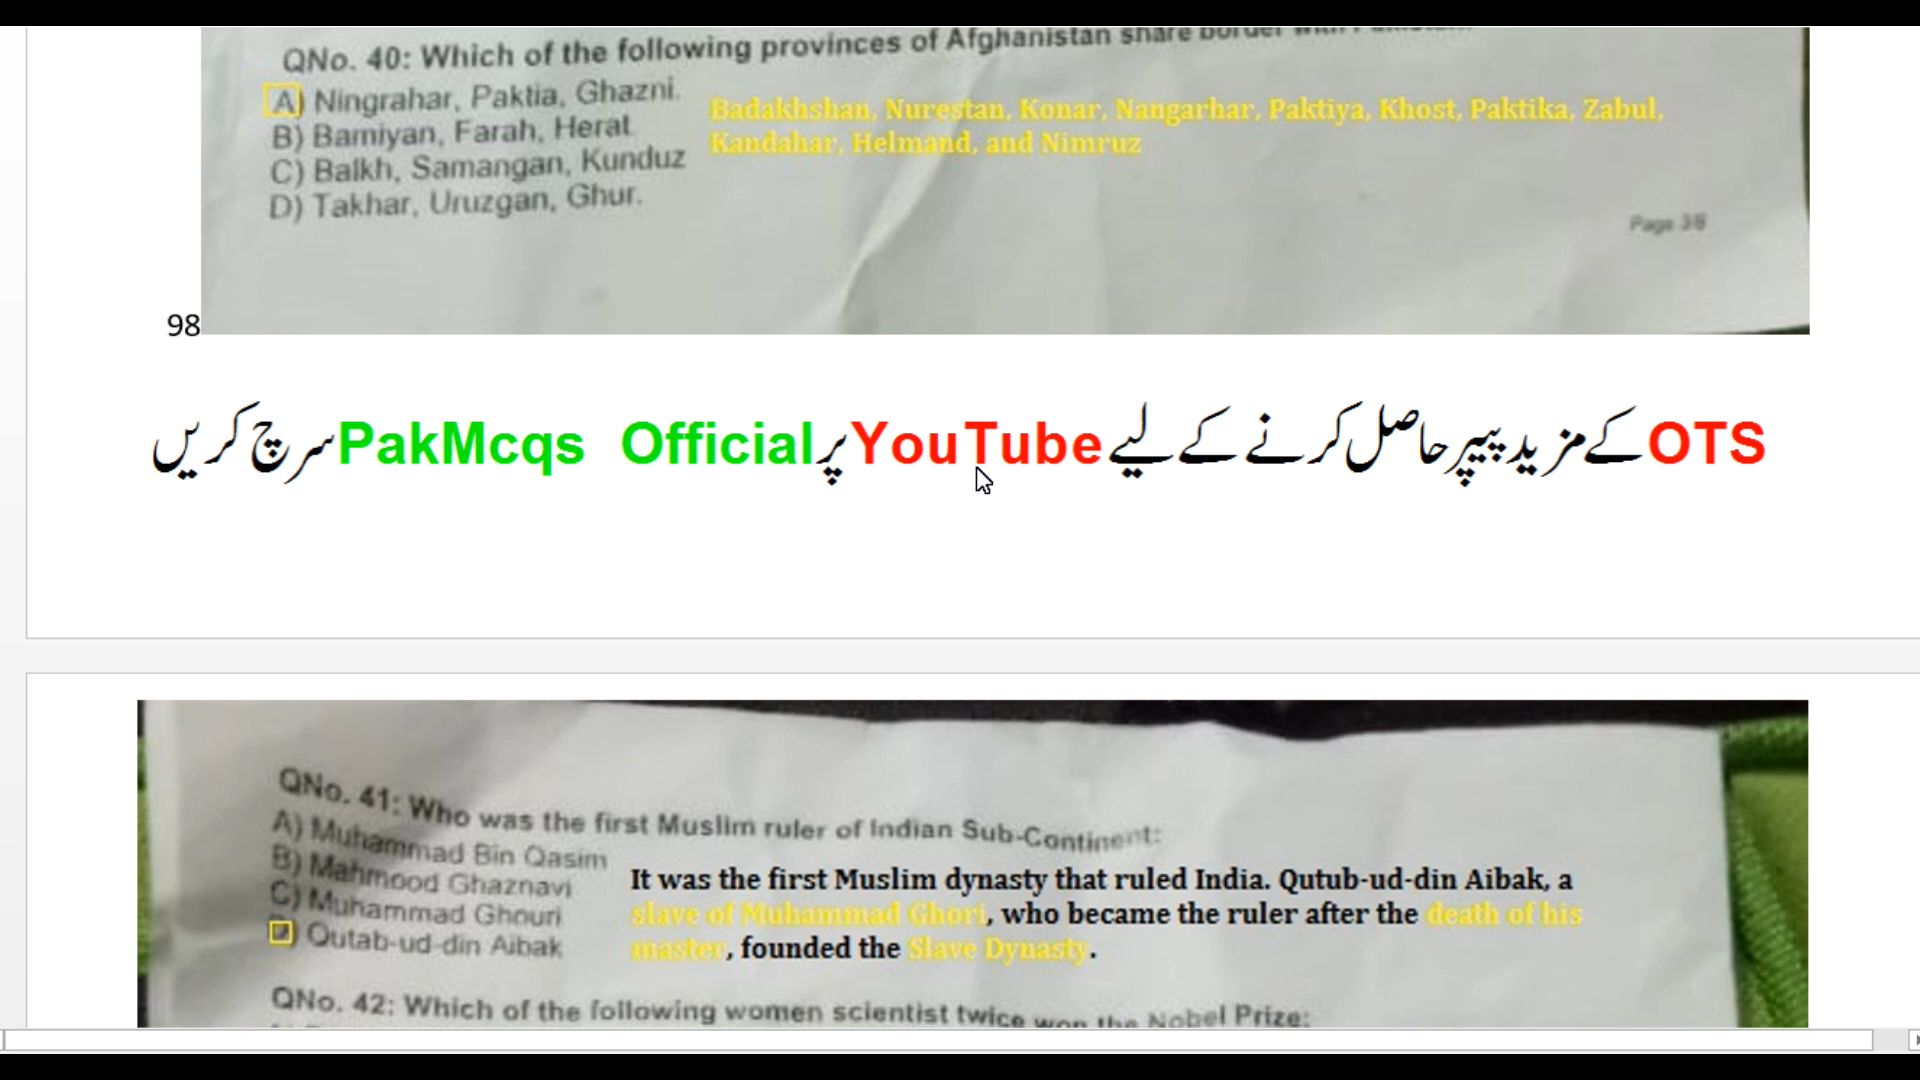 QNo. 40: Which of the following provinces of Afghanistan share border with
A) Ningrahar, Paktia, Ghazni.
B) Bamiyan, Farah, Herat
C) Balkh, Samangan, Kunduz
D) Takhar, Uruzgan, Ghur.
Badakhshan, Nurestan, Konar, Nangarhar, Paktiya, Khost, Paktika, Zabul,
Kandahar, Helmand, and Nimruz
Page 3/8
98
OTS کے مزید پیپر حاصل کرنے کے لیے YouTube پر PakMcqs Official سرچ کریں
QNo. 41: Who was the first Muslim ruler of Indian Sub-Continent:
A) Muhammad Bin Qasim
B) Mahmood Ghaznavi
C) Muhammad Ghouri
D) Qutab-ud-din Aibak
It was the first Muslim dynasty that ruled India. Qutub-ud-din Aibak, a
slave of Muhammad Ghori, who became the ruler after the death of his
master, founded the Slave Dynasty.
QNo. 42: Which of the following women scientist twice won the Nobel Prize: